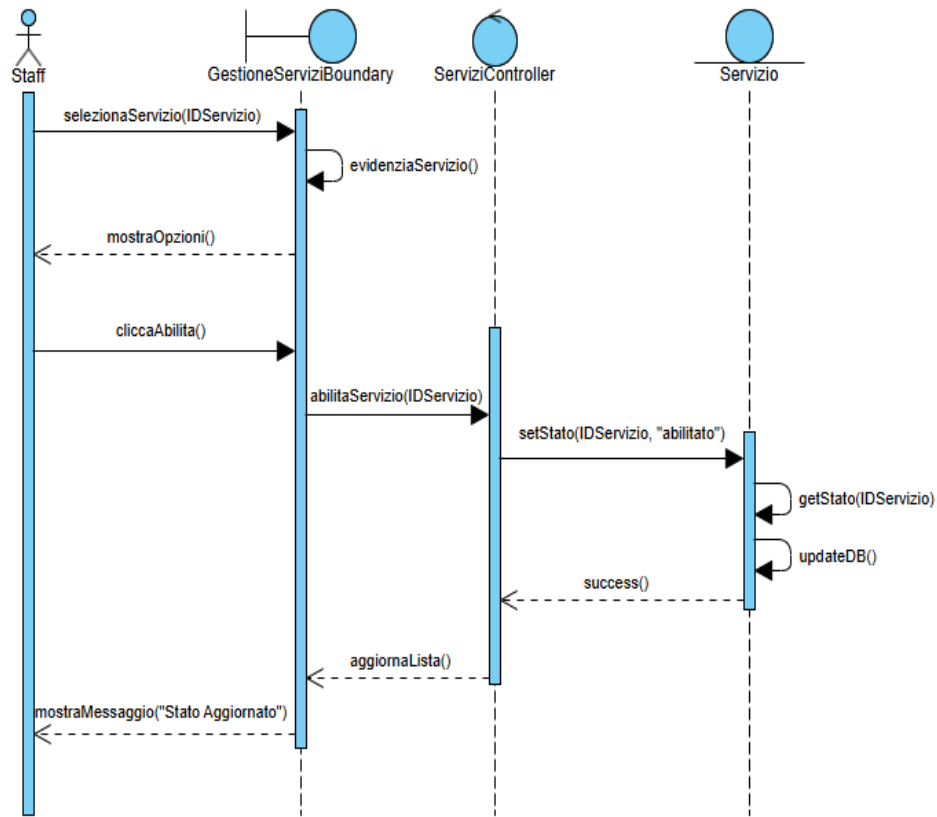 Staff
GestioneServiziBoundary
ServiziController
Servizio
selezionaServizio(IDServizio)
evidenziaServizio()
mostraOpzioni()
cliccaAbilita()
abilitaServizio(IDServizio)
setStato(IDServizio, "abilitato")
getStato(IDServizio)
updateDB()
success()
aggiornaLista()
mostraMessaggio("Stato Aggiornato")